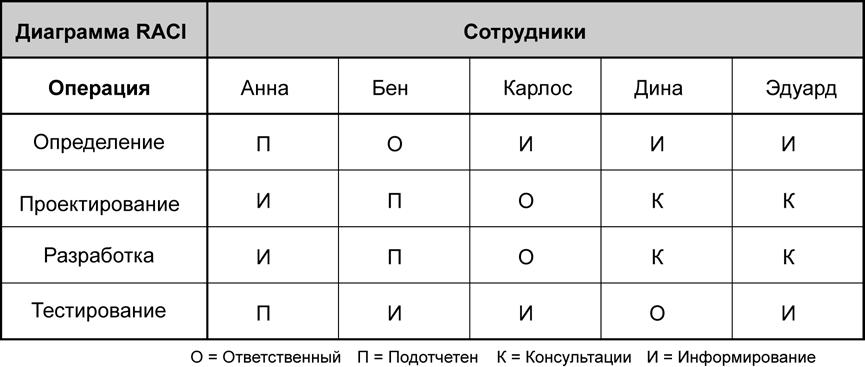 Диаграмма RACI Сотрудники
Операция Анна Бен Карлос Дина Эдуард
Определение П О И И И
Проектирование И П О К К
Разработка И П О К К
Тестирование П И И О И
О = Ответственный П = Подотчетен К = Консультации И = Информирование